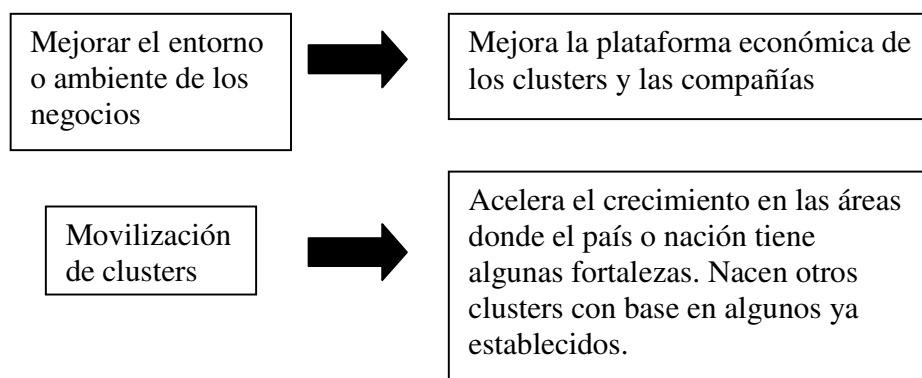 Mejorar el entorno
o ambiente de los
negocios
Mejora la plataforma económica de
los clusters y las compañías
Movilización
de clusters
Acelera el crecimiento en las áreas
donde el país o nación tiene
algunas fortalezas. Nacen otros
clusters con base en algunos ya
establecidos.